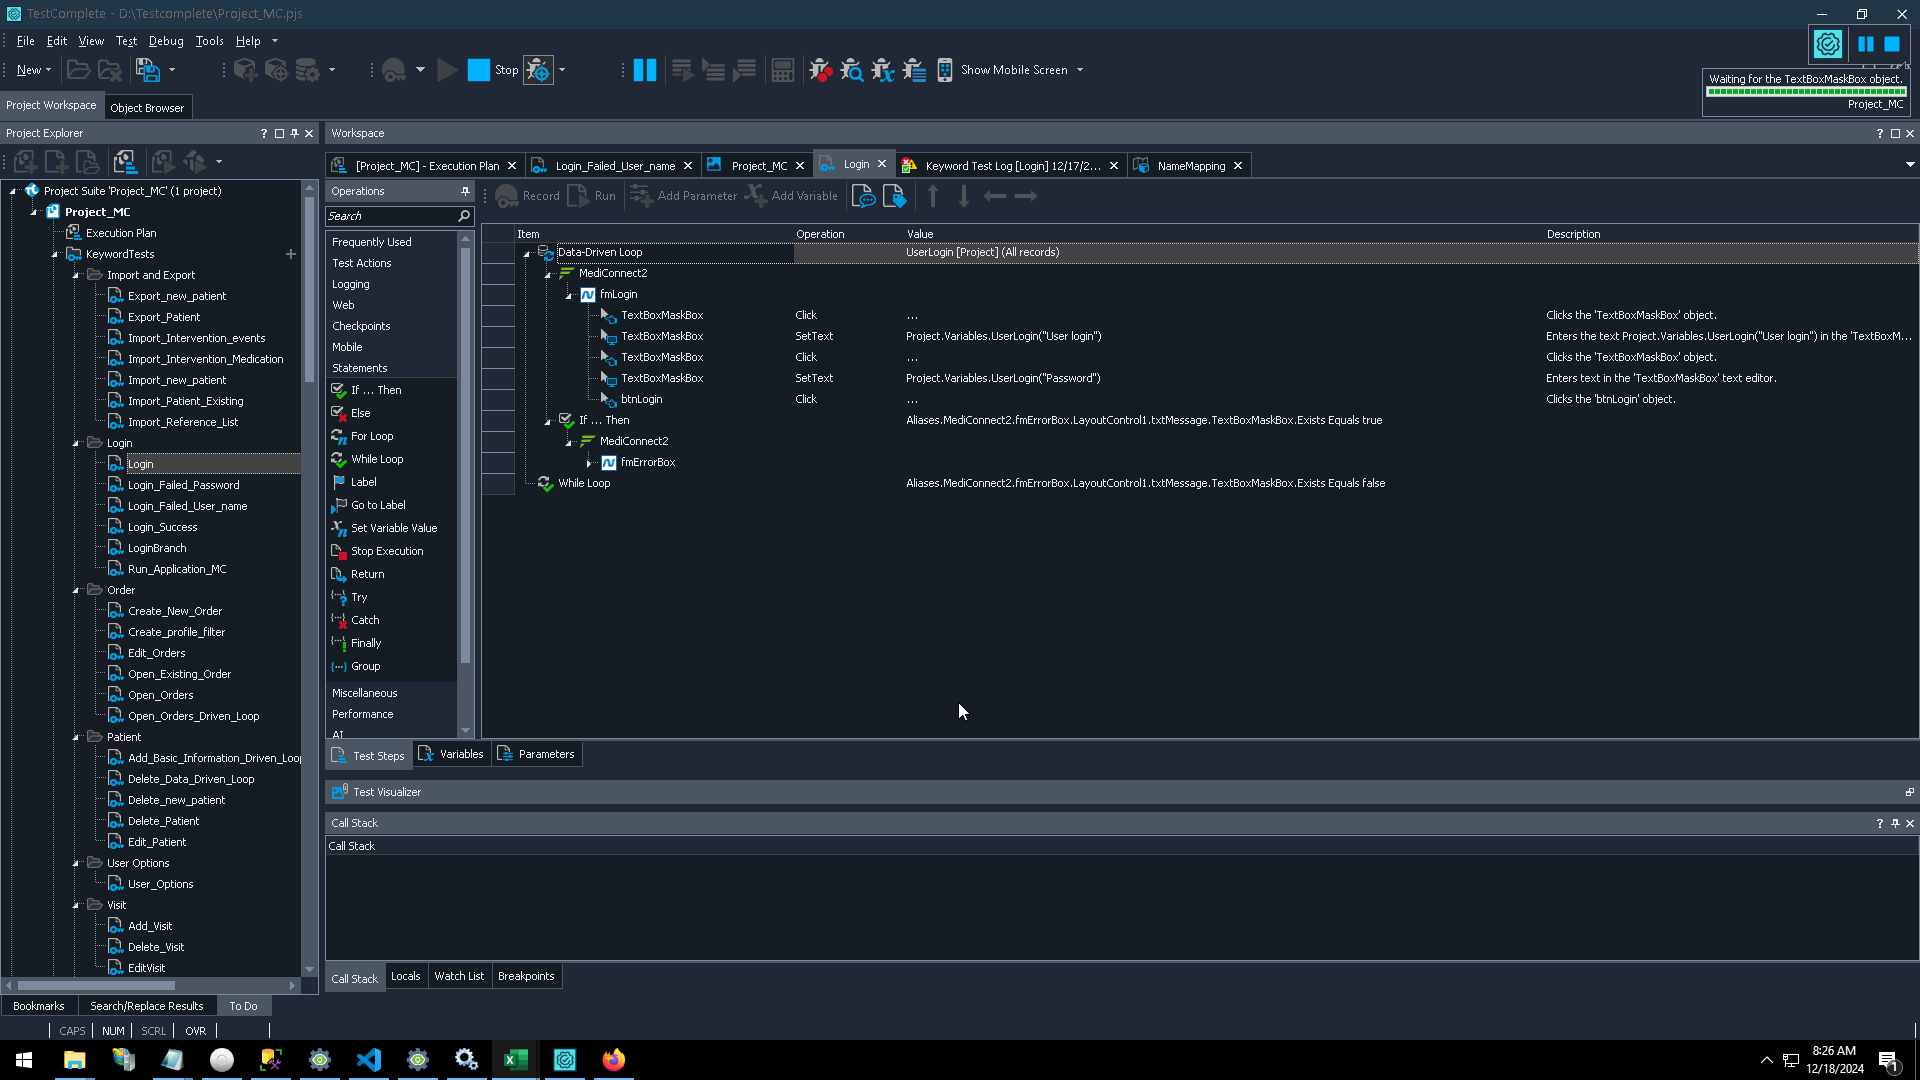 TestComplete - D:\Testcomplete\Project_MC.pjs
File Edit View Test Debug Tools Help
New Stop Show Mobile Screen
Waiting for the TextBoxMaskBox object.
Project_MC
Project Workspace Object Browser
Project Explorer
Workspace
[Project_MC] - Execution Plan Login_Failed_User_name Project_MC Login Keyword Test Log [Login] 12/17/2... NameMapping
Project Suite 'Project_MC' (1 project)
Project_MC
Execution Plan
KeywordTests
Import and Export
Export_new_patient
Export_Patient
Import_Intervention_events
Import_Intervention_Medication
Import_new_patient
Import_Patient_Existing
Import_Reference_List
Login
Login
Login_Failed_Password
Login_Failed_User_name
Login_Success
LoginBranch
Run_Application_MC
Order
Create_New_Order
Create_profile_filter
Edit_Orders
Open_Existing_Order
Open_Orders
Open_Orders_Driven_Loop
Patient
Add_Basic_Information_Driven_Loop
Delete_Data_Driven_Loop
Delete_new_patient
Delete_Patient
Edit_Patient
User Options
User_Options
Visit
Add_Visit
Delete_Visit
EditVisit
Operations
Search
Frequently Used
Test Actions
Logging
Web
Checkpoints
Mobile
Statements
If ... Then
Else
For Loop
While Loop
Label
Go to Label
Set Variable Value
Stop Execution
Return
Try
Catch
Finally
Group
Miscellaneous
Performance
AI
Record Run Add Parameter Add Variable
Item Operation Value Description
Data-Driven Loop UserLogin [Project] (All records)
MediConnect2
fmLogin
TextBoxMaskBox Click ... Clicks the 'TextBoxMaskBox' object.
TextBoxMaskBox SetText Project.Variables.UserLogin("User login") Enters the text Project.Variables.UserLogin("User login") in the 'TextBoxM...
TextBoxMaskBox Click ... Clicks the 'TextBoxMaskBox' object.
TextBoxMaskBox SetText Project.Variables.UserLogin("Password") Enters text in the 'TextBoxMaskBox' text editor.
btnLogin Click ... Clicks the 'btnLogin' object.
If ... Then Aliases.MediConnect2.fmErrorBox.LayoutControl1.txtMessage.TextBoxMaskBox.Exists Equals true
MediConnect2
fmErrorBox
While Loop Aliases.MediConnect2.fmErrorBox.LayoutControl1.txtMessage.TextBoxMaskBox.Exists Equals false
Test Steps Variables Parameters
Test Visualizer
Call Stack
Call Stack
Call Stack Locals Watch List Breakpoints
Bookmarks Search/Replace Results To Do
CAPS NUM SCRL OVR
8:26 AM
12/18/2024
1